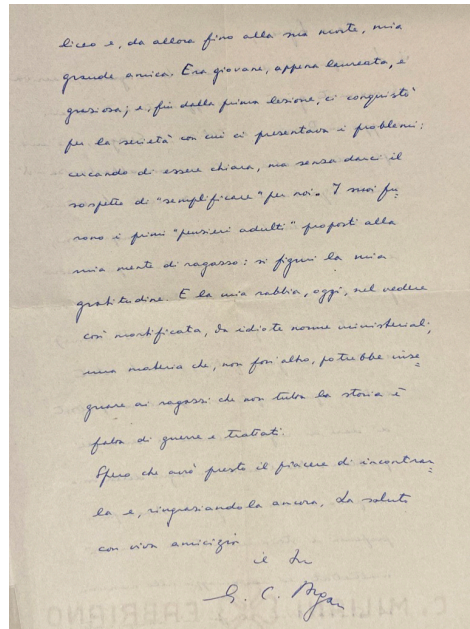 liceo e, da allora fino alla sua morte, mia
grande amica. Era giovane, appena laureata, e
graziosa; e, fin dalla prima lezione, ci conquistò
per la serietà con cui ci presentava i problemi:
cercando di essere chiara, ma senza darci il
sospetto di "semplificare" per noi. I suoi fu=
rono i primi "pensieri adulti" proposti alla
mia mente di ragazzo: si figuri la mia
gratitudine. E la mia rabbia, oggi, nel vedere
così mortificata, da idiote norme ministeriali,
una materia che, non foss'altro, potrebbe inse=
gnare ai ragazzi che non tutta la storia è
fatta di guerre e trattati.
Spero che avrò presto il piacere di incontrar=
la e, ringraziandola ancora, La saluto
con viva amicizia
il Suo
G. C. Argan
C. MILIANI FABRIANO